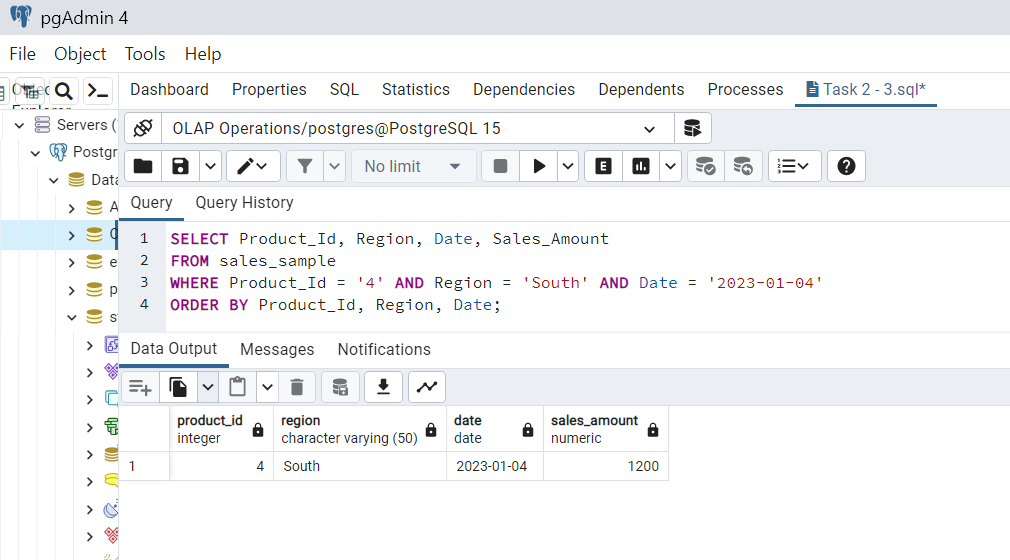 pgAdmin 4
File Object Tools Help
Dashboard Properties SQL Statistics Dependencies Dependents Processes Task 2 - 3.sql*
Servers (
Postgr
Data
OLAP Operations/postgres@PostgreSQL 15
No limit
E
Query Query History
1 SELECT Product_Id, Region, Date, Sales_Amount
2 FROM sales_sample
3 WHERE Product_Id = '4' AND Region = 'South' AND Date = '2023-01-04'
4 ORDER BY Product_Id, Region, Date;
Data Output Messages Notifications
product_id region date sales_amount
integer character varying (50) date numeric
1 4 South 2023-01-04 1200